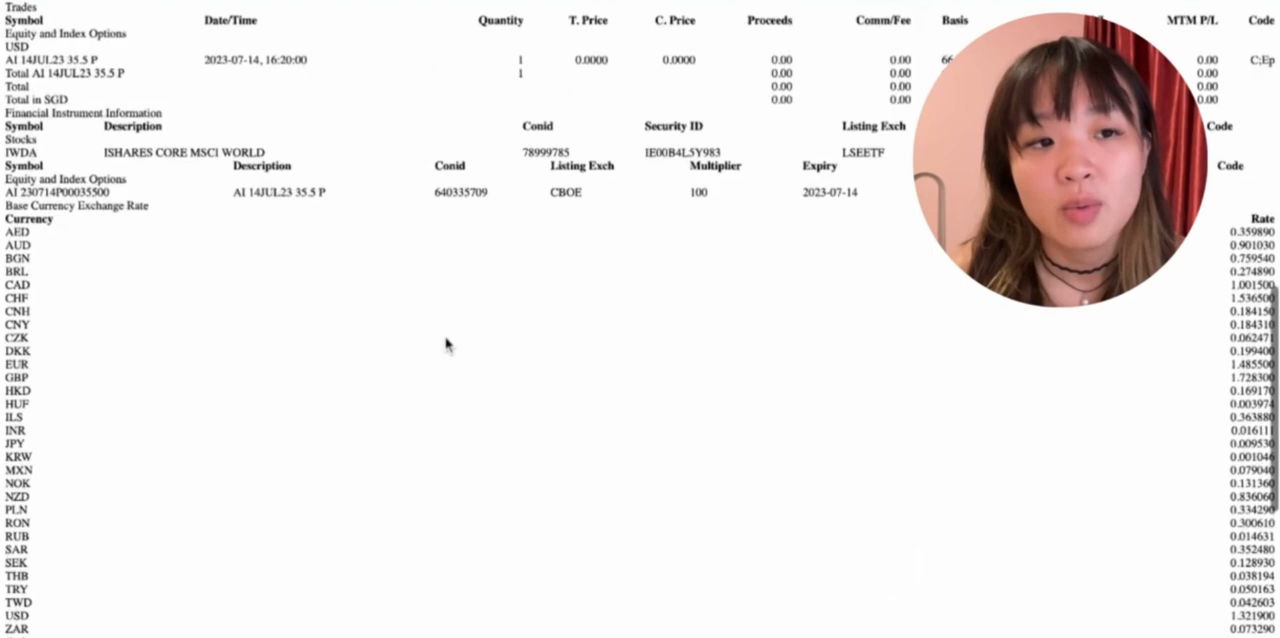 Trades
Symbol Date/Time Quantity T. Price C. Price Proceeds Comm/Fee Basis MTM P/L Code
Equity and Index Options
USD
AI 14JUL23 35.5 P 2023-07-14, 16:20:00 1 0.0000 0.0000 0.00 0.00 0.00 C;Ep
Total AI 14JUL23 35.5 P 1 0.00 0.00 0.00
Total 0.00 0.00 0.00
Total in SGD 0.00 0.00 0.00
Financial Instrument Information
Symbol Description Conid Security ID Listing Exch Code
Stocks
IWDA ISHARES CORE MSCI WORLD 78999785 IE00B4L5Y983 LSEETF
Symbol Description Conid Listing Exch Multiplier Expiry Code
Equity and Index Options
AI 230714P00035500 AI 14JUL23 35.5 P 640335709 CBOE 100 2023-07-14
Base Currency Exchange Rate
Currency Rate
AED 0.359890
AUD 0.901030
BGN 0.759540
BRL 0.274890
CAD 1.001500
CHF 1.536500
CNH 0.184150
CNY 0.184310
CZK 0.062471
DKK 0.199400
EUR 1.485500
GBP 1.728300
HKD 0.169170
HUF 0.003974
ILS 0.363880
INR 0.016111
JPY 0.009530
KRW 0.001046
MXN 0.079040
NOK 0.131360
NZD 0.836060
PLN 0.334290
RON 0.300610
RUB 0.014631
SAR 0.352480
SEK 0.128930
THB 0.038194
TRY 0.050163
TWD 0.042603
USD 1.321900
ZAR 0.073290